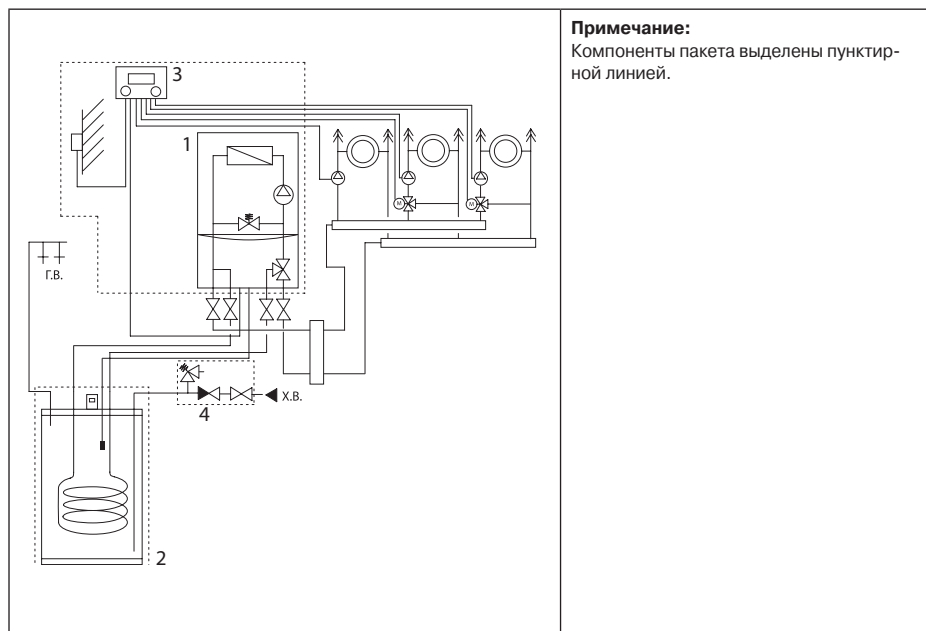 Примечание:
Компоненты пакета выделены пунктир-
ной линией.
3
1
Г.В.
М
М
Х.В.
4
2